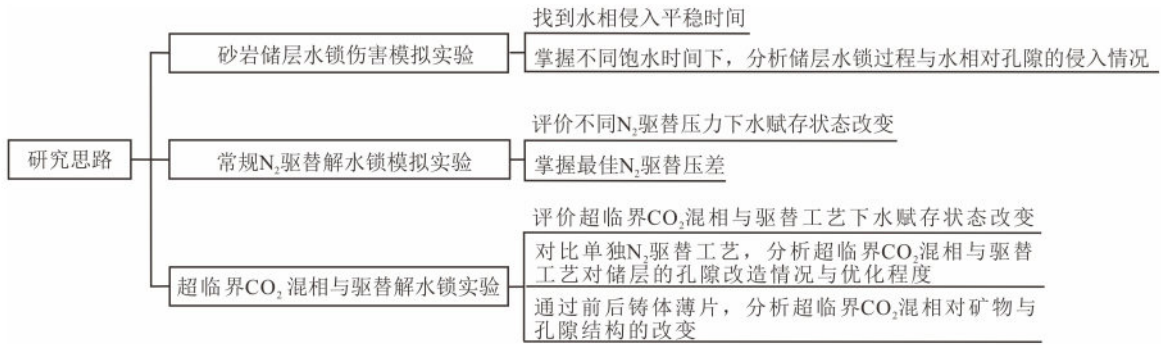 研究思路
砂岩储层水锁伤害模拟实验
找到水相侵入平稳时间
掌握不同饱水时间下，分析储层水锁过程与水相对孔隙的侵入情况
常规N₂驱替解水锁模拟实验
评价不同N₂驱替压力下水赋存状态改变
掌握最佳N₂驱替压差
超临界CO₂混相与驱替解水锁实验
评价超临界CO₂混相与驱替工艺下水赋存状态改变
对比单独N₂驱替工艺，分析超临界CO₂混相与驱替
工艺对储层的孔隙改造情况与优化程度
通过前后铸体薄片，分析超临界CO₂混相对矿物与
孔隙结构的改变